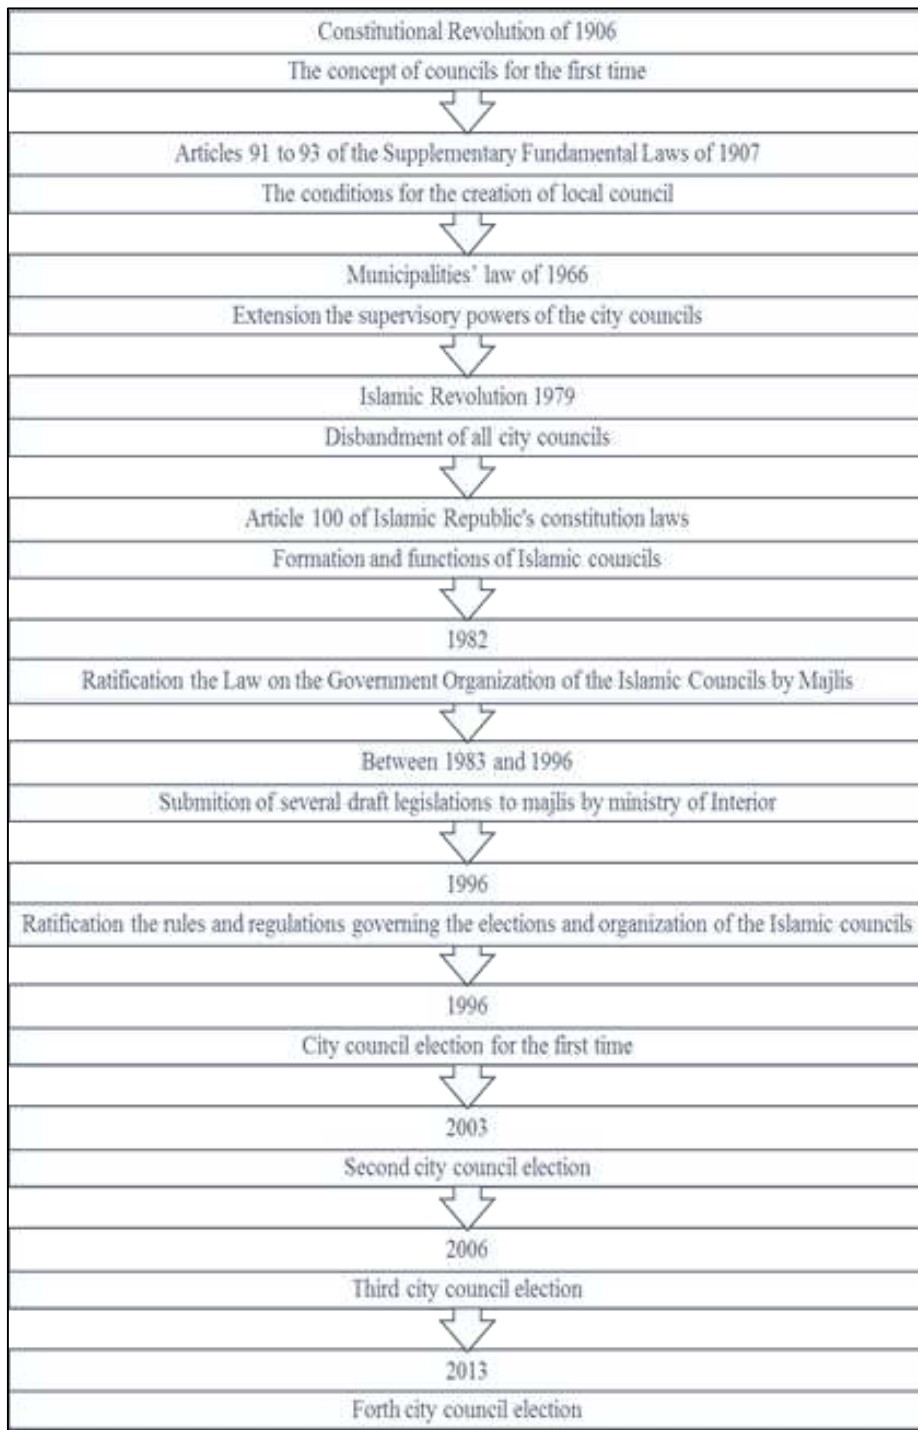 Constitutional Revolution of 1906
The concept of councils for the first time
Articles 91 to 93 of the Supplementary Fundamental Laws of 1907
The conditions for the creation of local council
Municipalities’ law of 1966
Extension the supervisory powers of the city councils
Islamic Revolution 1979
Disbandment of all city councils
Article 100 of Islamic Republic's constitution laws
Formation and functions of Islamic councils
1982
Ratification the Law on the Government Organization of the Islamic Councils by Majlis
Between 1983 and 1996
Submition of several draft legislations to majlis by ministry of Interior
1996
Ratification the rules and regulations governing the elections and organization of the Islamic councils
1996
City council election for the first time
2003
Second city council election
2006
Third city council election
2013
Forth city council election